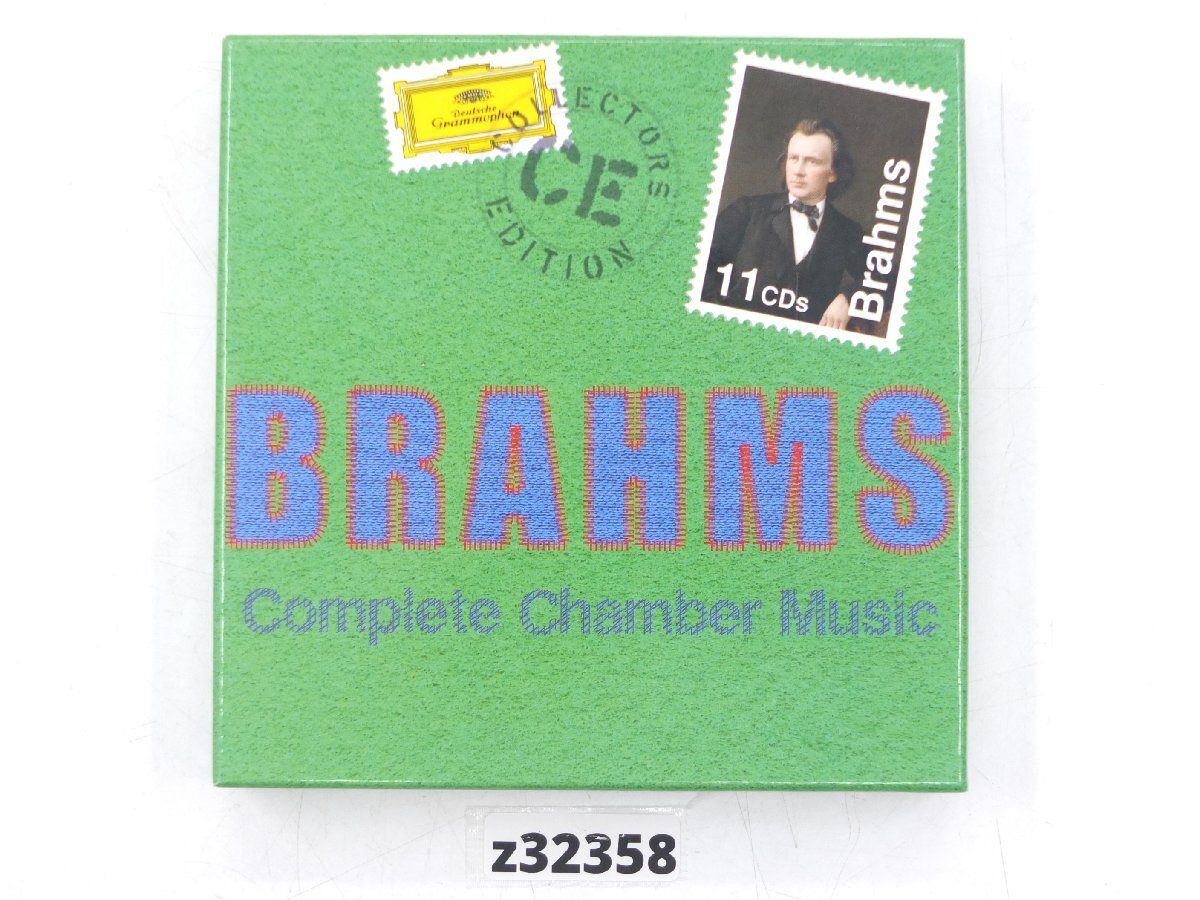 Deutsche
Grammophon
COLLECTORS
CE
EDITION
Brahms
11 CDs
BRAHMS
Complete Chamber Music
z32358